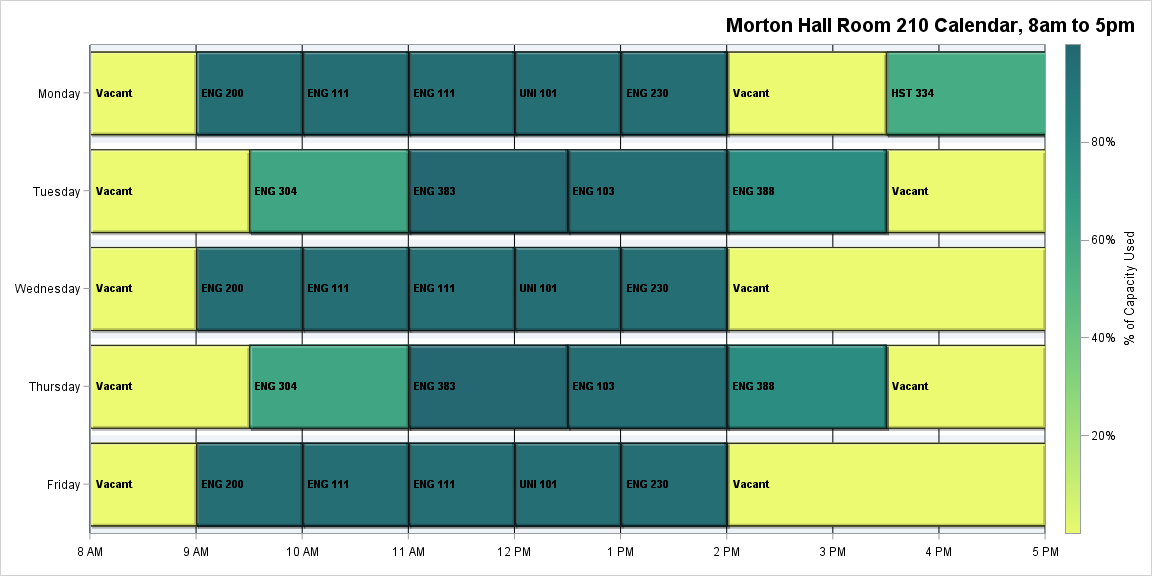 Morton Hall Room 210 Calendar, 8am to 5pm
Monday
Vacant
ENG 200
ENG 111
ENG 111
UNI 101
ENG 230
Vacant
HST 334
Tuesday
Vacant
ENG 304
ENG 383
ENG 103
ENG 388
Vacant
Wednesday
Vacant
ENG 200
ENG 111
ENG 111
UNI 101
ENG 230
Vacant
Thursday
Vacant
ENG 304
ENG 383
ENG 103
ENG 388
Vacant
Friday
Vacant
ENG 200
ENG 111
ENG 111
UNI 101
ENG 230
Vacant
8 AM
9 AM
10 AM
11 AM
12 PM
1 PM
2 PM
3 PM
4 PM
5 PM
80%
60%
40%
20%
% of Capacity Used